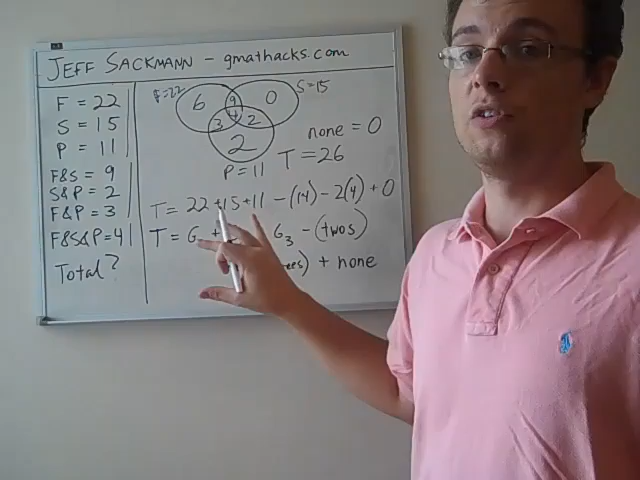 JEFF SACKMANN - gmathacks.com
F = 22
S = 15
P = 11
F&S = 9
S&P = 2
F&P = 3
F&S&P = 4
Total?
F=22
S=15
6
9
0
3
4
2
2
P = 11
none = 0
T = 26
T = 22 + 15 + 11 - (14) - 2(4) + 0
T = G + G3 - (twos)
+ none